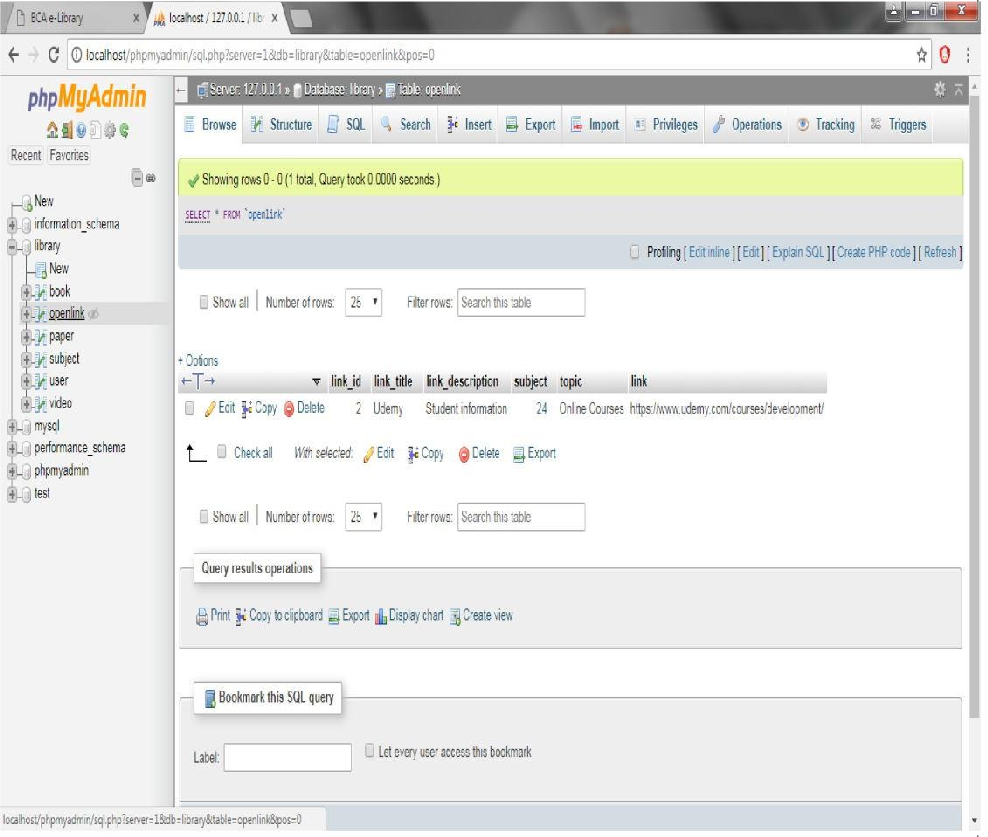 BCA e-Library x localhost / 127.0.0.1 / libr x
localhost/phpmyadmin/sql.php?server=1&db=library&table=openlink&pos=0
phpMyAdmin
Server: 127.0.0.1 » Database: library » Table: openlink
Browse Structure SQL Search Insert Export Import Privileges Operations Tracking Triggers
Recent Favorites
New
information_schema
library
New
book
openlink
paper
subject
user
video
mysql
performance_schema
phpmyadmin
test
Showing rows 0 - 0 (1 total, Query took 0.0000 seconds.)
SELECT * FROM `openlink`
Profiling [ Edit inline ] [ Edit ] [ Explain SQL ] [ Create PHP code ] [ Refresh ]
Show all | Number of rows: 25 Filter rows: Search this table
+ Options
←T→ link_id link_title link_description subject topic link
Edit Copy Delete 2 Udemy Student information 24 Online Courses https://www.udemy.com/courses/development/
Check all With selected: Edit Copy Delete Export
Show all | Number of rows: 25 Filter rows: Search this table
Query results operations
Print Copy to clipboard Export Display chart Create view
Bookmark this SQL query
Label: Let every user access this bookmark
localhost/phpmyadmin/sql.php?server=1&db=library&table=openlink&pos=0